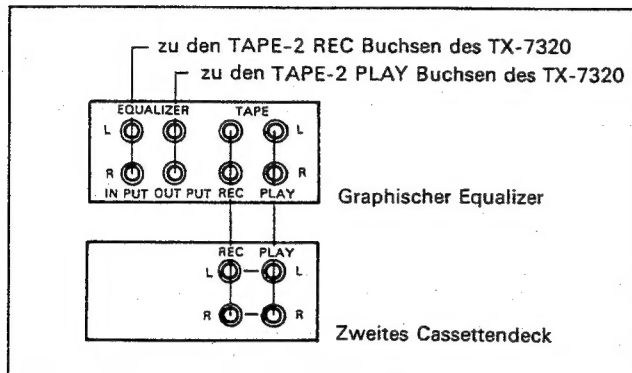 zu den TAPE-2 REC Buchsen des TX-7320
zu den TAPE-2 PLAY Buchsen des TX-7320
EQUALIZER TAPE
L L
R R
IN PUT OUT PUT REC PLAY
Graphischer Equalizer
REC PLAY
L L
R R
Zweites Cassettendeck